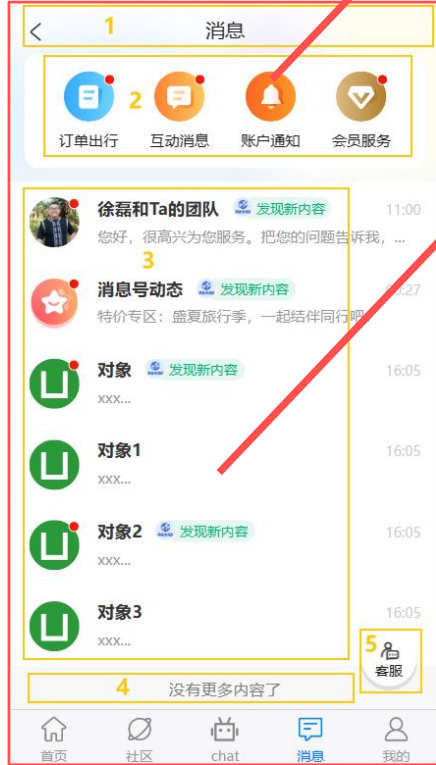 1 消息
2
订单出行 互动消息 账户通知 会员服务
徐磊和Ta的团队 发现新内容 11:00
您好，很高兴为您服务。把您的问题告诉我，...
3
消息号动态 发现新内容 :27
特价专区：盛夏旅行季，一起结伴同行吧
对象 发现新内容 16:05
xxx...
对象1 16:05
xxx...
对象2 发现新内容 16:05
xxx...
对象3 16:05
xxx...
5
客服
4 没有更多内容了
首页 社区 chat 消息 我的